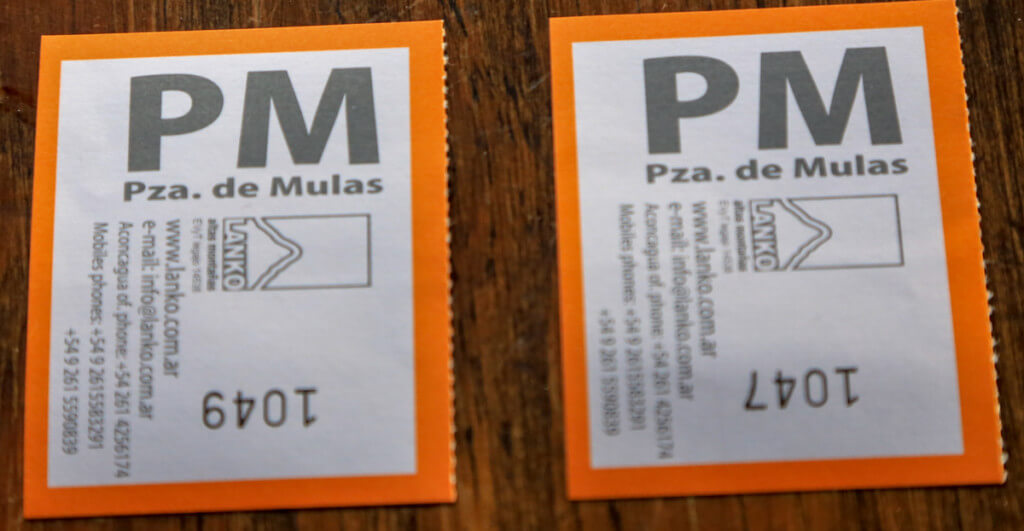 PM
Pza. de Mulas
LANKO
altas montañas
www.lanko.com.ar
e-mail: info@lanko.com.ar
Aconcagua of. phone: +54 261 4256174
Mobiles phones: +54 9 2615583291
+54 9 261 5590839
1049
PM
Pza. de Mulas
LANKO
altas montañas
www.lanko.com.ar
e-mail: info@lanko.com.ar
Aconcagua of. phone: +54 261 4256174
Mobiles phones: +54 9 2615583291
+54 9 261 5590839
1047